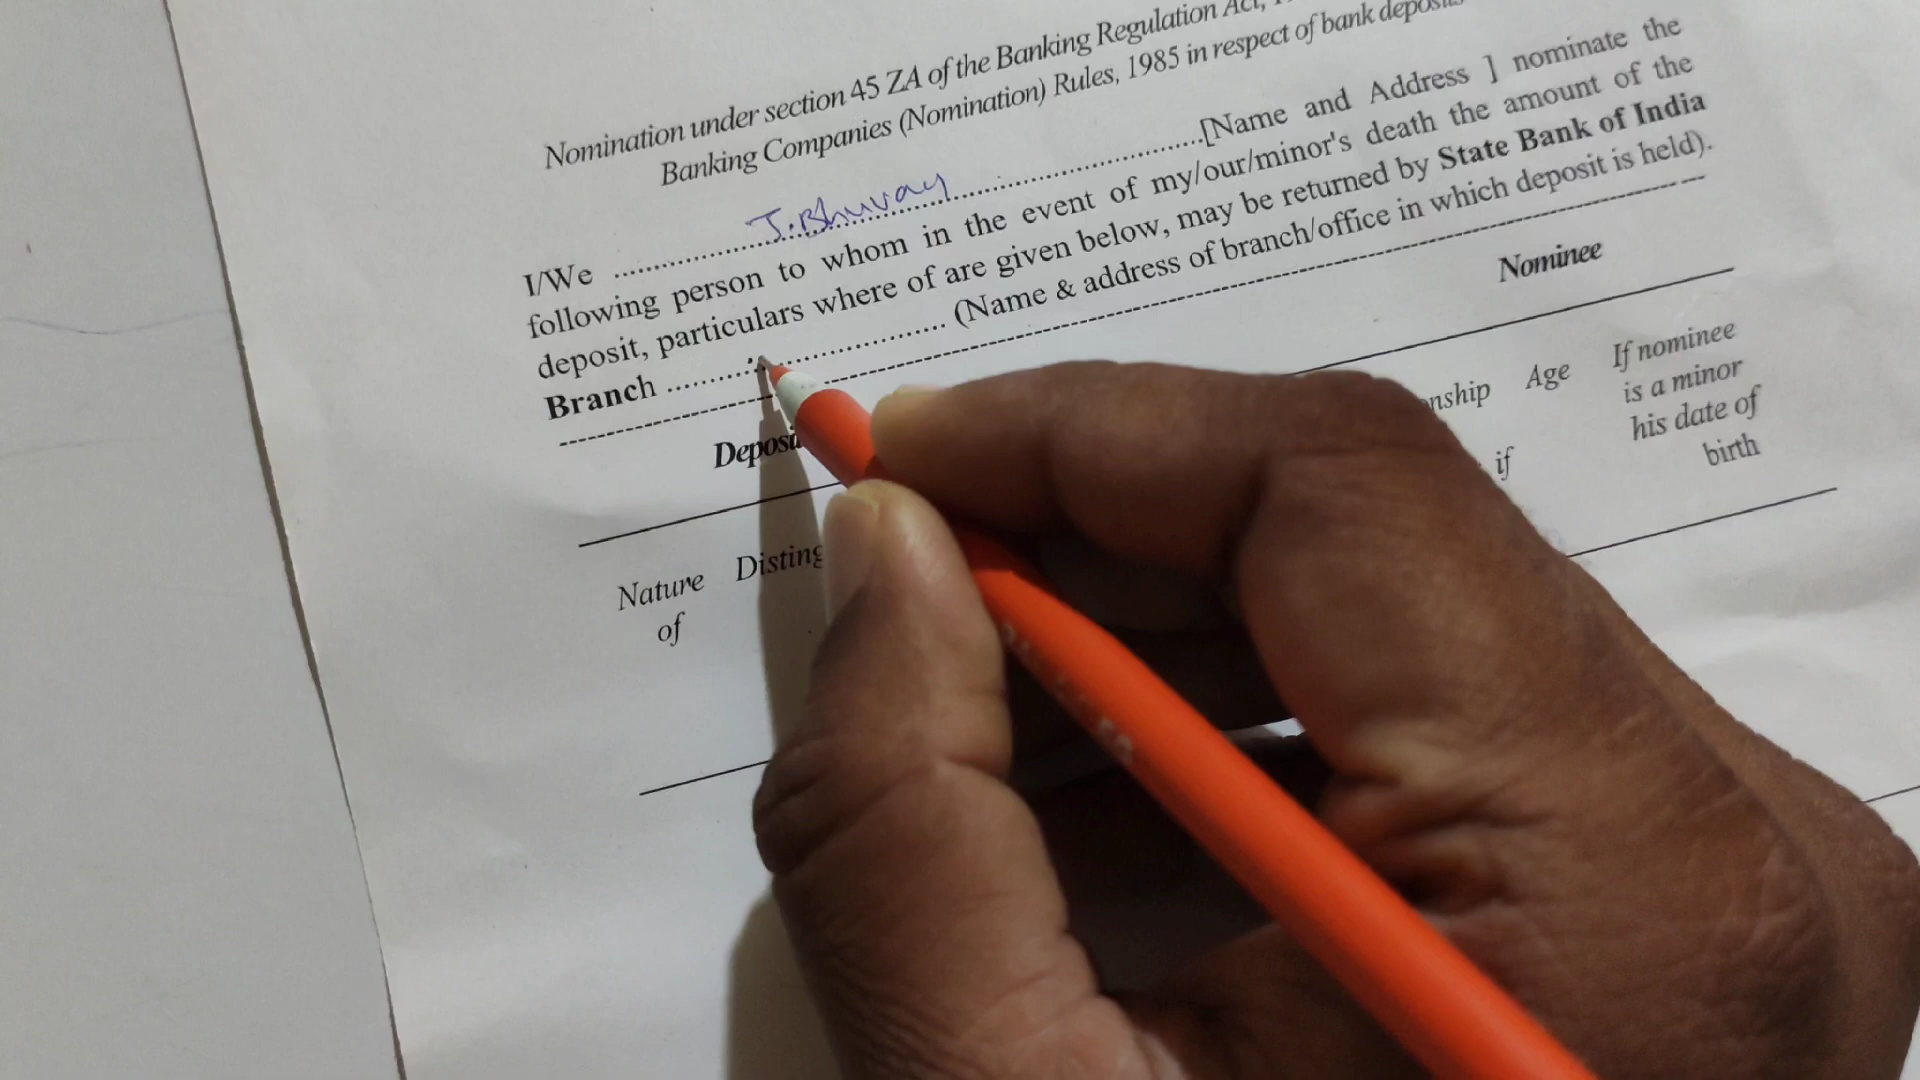 Nomination under section 45 ZA of the Banking Regulation Act,
Banking Companies (Nomination) Rules, 1985 in respect of bank deposits
I/We .......... J. Bhuvay ..........[Name and Address ] nominate the
following person to whom in the event of my/our/minor's death the amount of the
deposit, particulars where of are given below, may be returned by State Bank of India
Branch .......... (Name & address of branch/office in which deposit is held).
Nominee
Age If nominee
is a minor
if his date of
birth
Nature
of